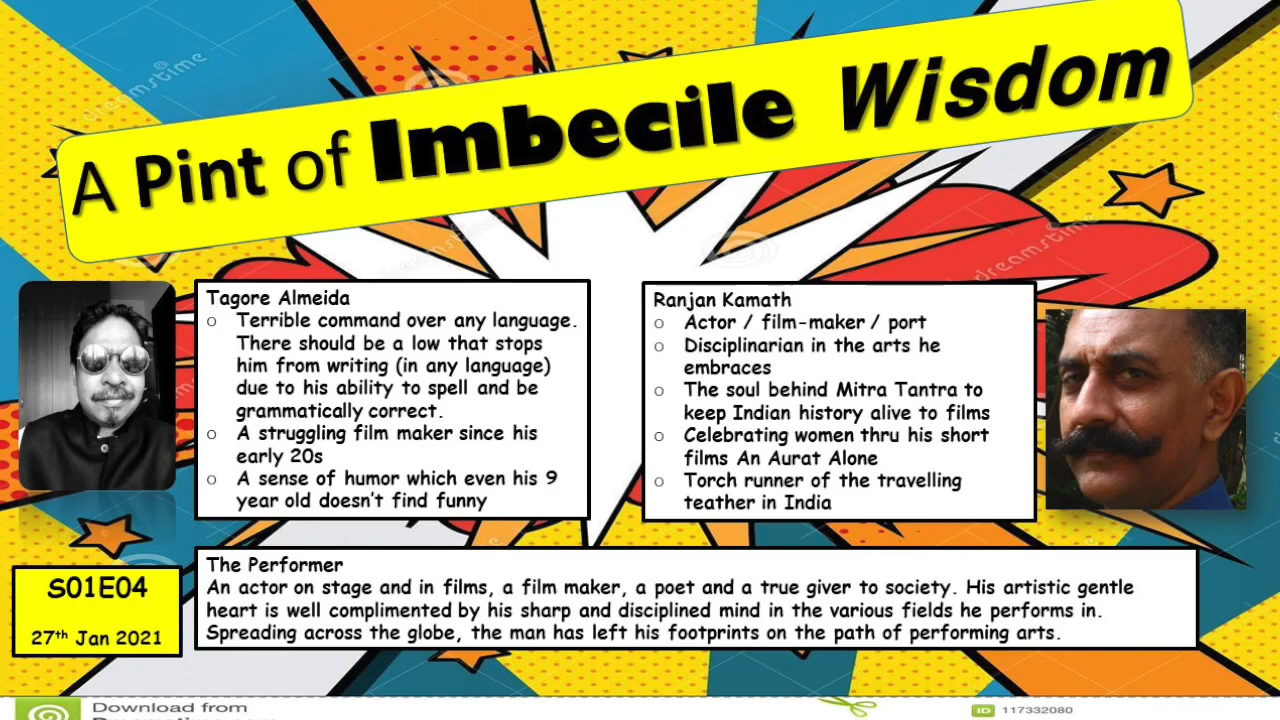 A Pint of Imbecile Wisdom
Tagore Almeida
o Terrible command over any language.
There should be a low that stops
him from writing (in any language)
due to his ability to spell and be
grammatically correct.
o A struggling film maker since his
early 20s
o A sense of humor which even his 9
year old doesn't find funny
Ranjan Kamath
o Actor / film-maker / port
o Disciplinarian in the arts he
embraces
o The soul behind Mitra Tantra to
keep Indian history alive to films
o Celebrating women thru his short
films An Aurat Alone
o Torch runner of the travelling
teather in India
The Performer
An actor on stage and in films, a film maker, a poet and a true giver to society. His artistic gentle
heart is well complimented by his sharp and disciplined mind in the various fields he performs in.
Spreading across the globe, the man has left his footprints on the path of performing arts.
S01E04
27th Jan 2021
dreamstime
dreamstime
Download from
ID 117332080